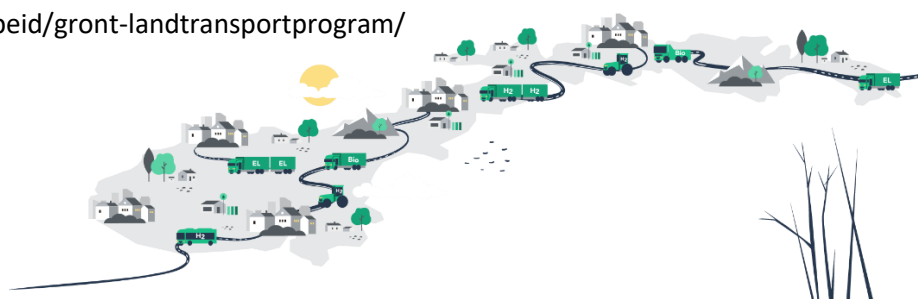 beid/gront-landtransportprogram/
H2 H2
Bio
EL
EL EL
Bio
H2
H2